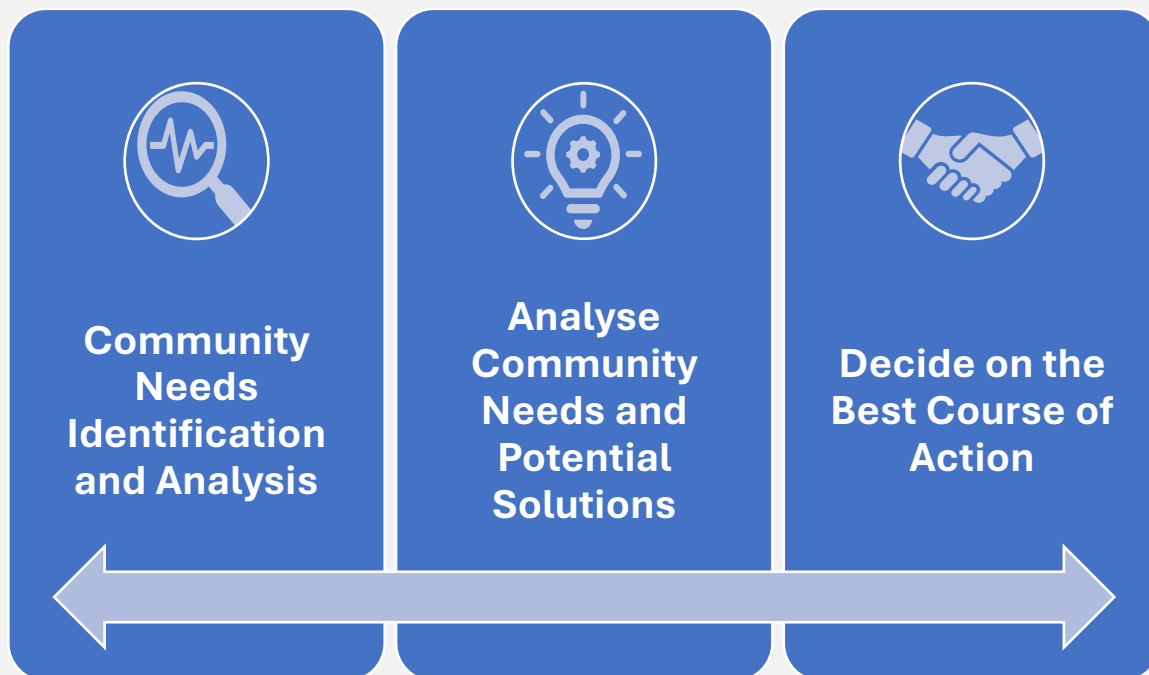 Community
Needs
Identification
and Analysis
Analyse
Community
Needs and
Potential
Solutions
Decide on the
Best Course of
Action